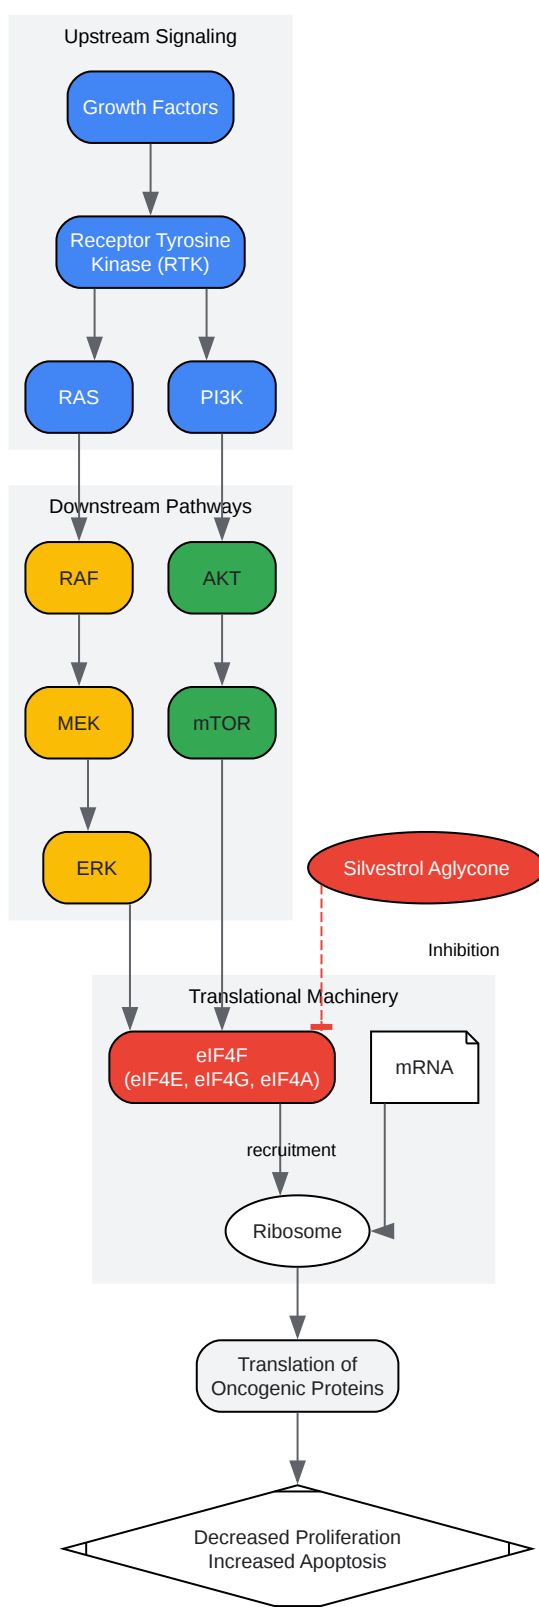 Upstream Signaling
Growth Factors
Receptor Tyrosine
Kinase (RTK)
RAS
PI3K
Downstream Pathways
RAF
AKT
MEK
mTOR
ERK
Silvestrol Aglycone
Inhibition
Translational Machinery
eIF4F
(eIF4E, eIF4G, eIF4A)
mRNA
recruitment
Ribosome
Translation of
Oncogenic Proteins
Decreased Proliferation
Increased Apoptosis